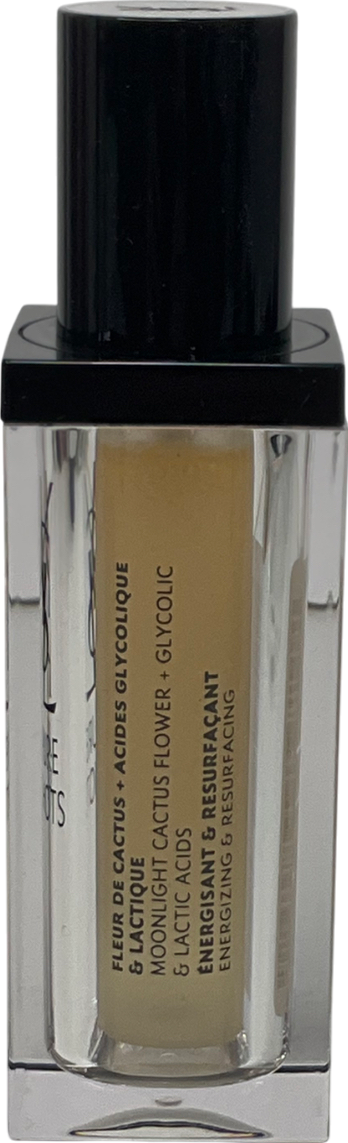 FLEUR DE CACTUS + ACIDES GLYCOLIQUE
& LACTIQUE
MOONLIGHT CACTUS FLOWER + GLYCOLIC
& LACTIC ACIDS
ÉNERGISANT & RESURFAÇANT
ENERGIZING & RESURFACING